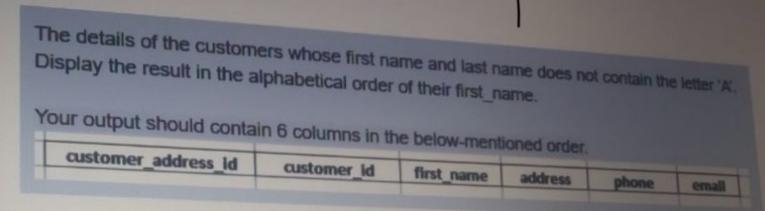 The details of the customers whose first name and last name does not contain the letter 'A'.
Display the result in the alphabetical order of their first_name.
Your output should contain 6 columns in the below-mentioned order.
customer_address_id customer_id first_name address phone email